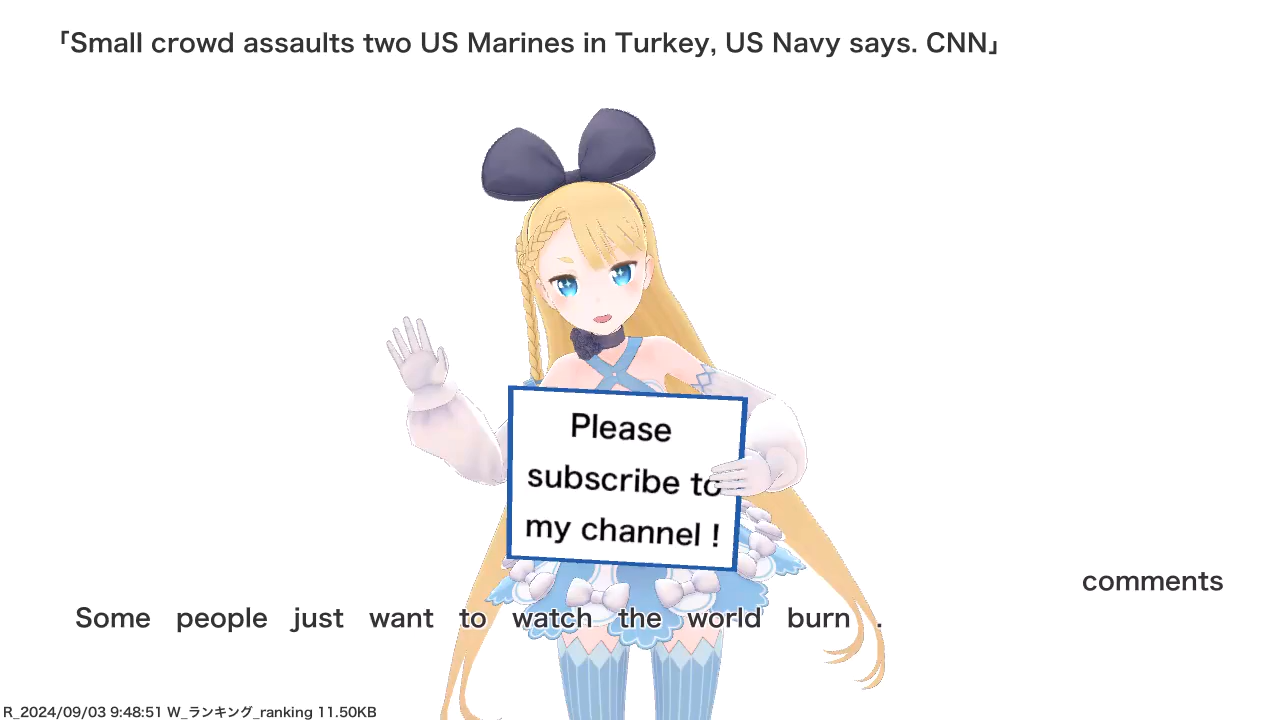 「Small crowd assaults two US Marines in Turkey, US Navy says. CNN」
Please
subscribe to
my channel !
comments
Some people just want to watch the world burn .
R_2024/09/03 9:48:51 W_ランキング_ranking 11.50KB